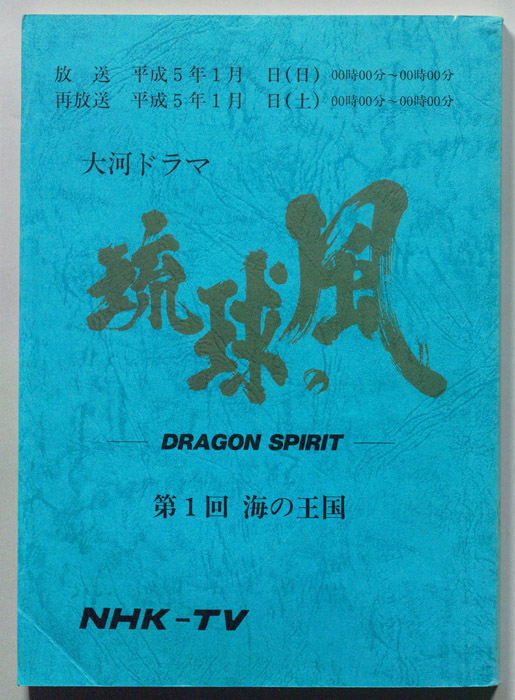 放　送　平成5年1月　日(日) 00時00分～00時00分
再放送　平成5年1月　日(土) 00時00分～00時00分
大河ドラマ
琉球の風
DRAGON SPIRIT
第1回 海の王国
NHK-TV